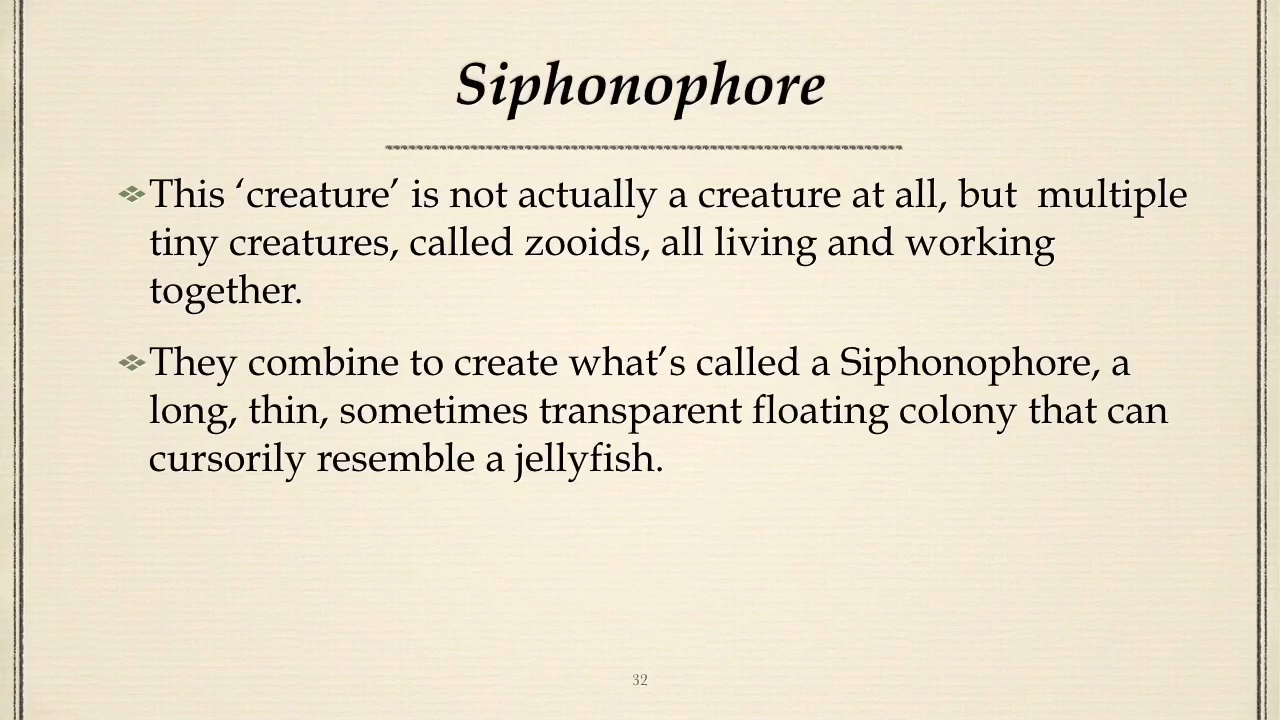 Siphonophore
This ‘creature’ is not actually a creature at all, but  multiple
tiny creatures, called zooids, all living and working
together.
They combine to create what’s called a Siphonophore, a
long, thin, sometimes transparent floating colony that can
cursorily resemble a jellyfish.
32